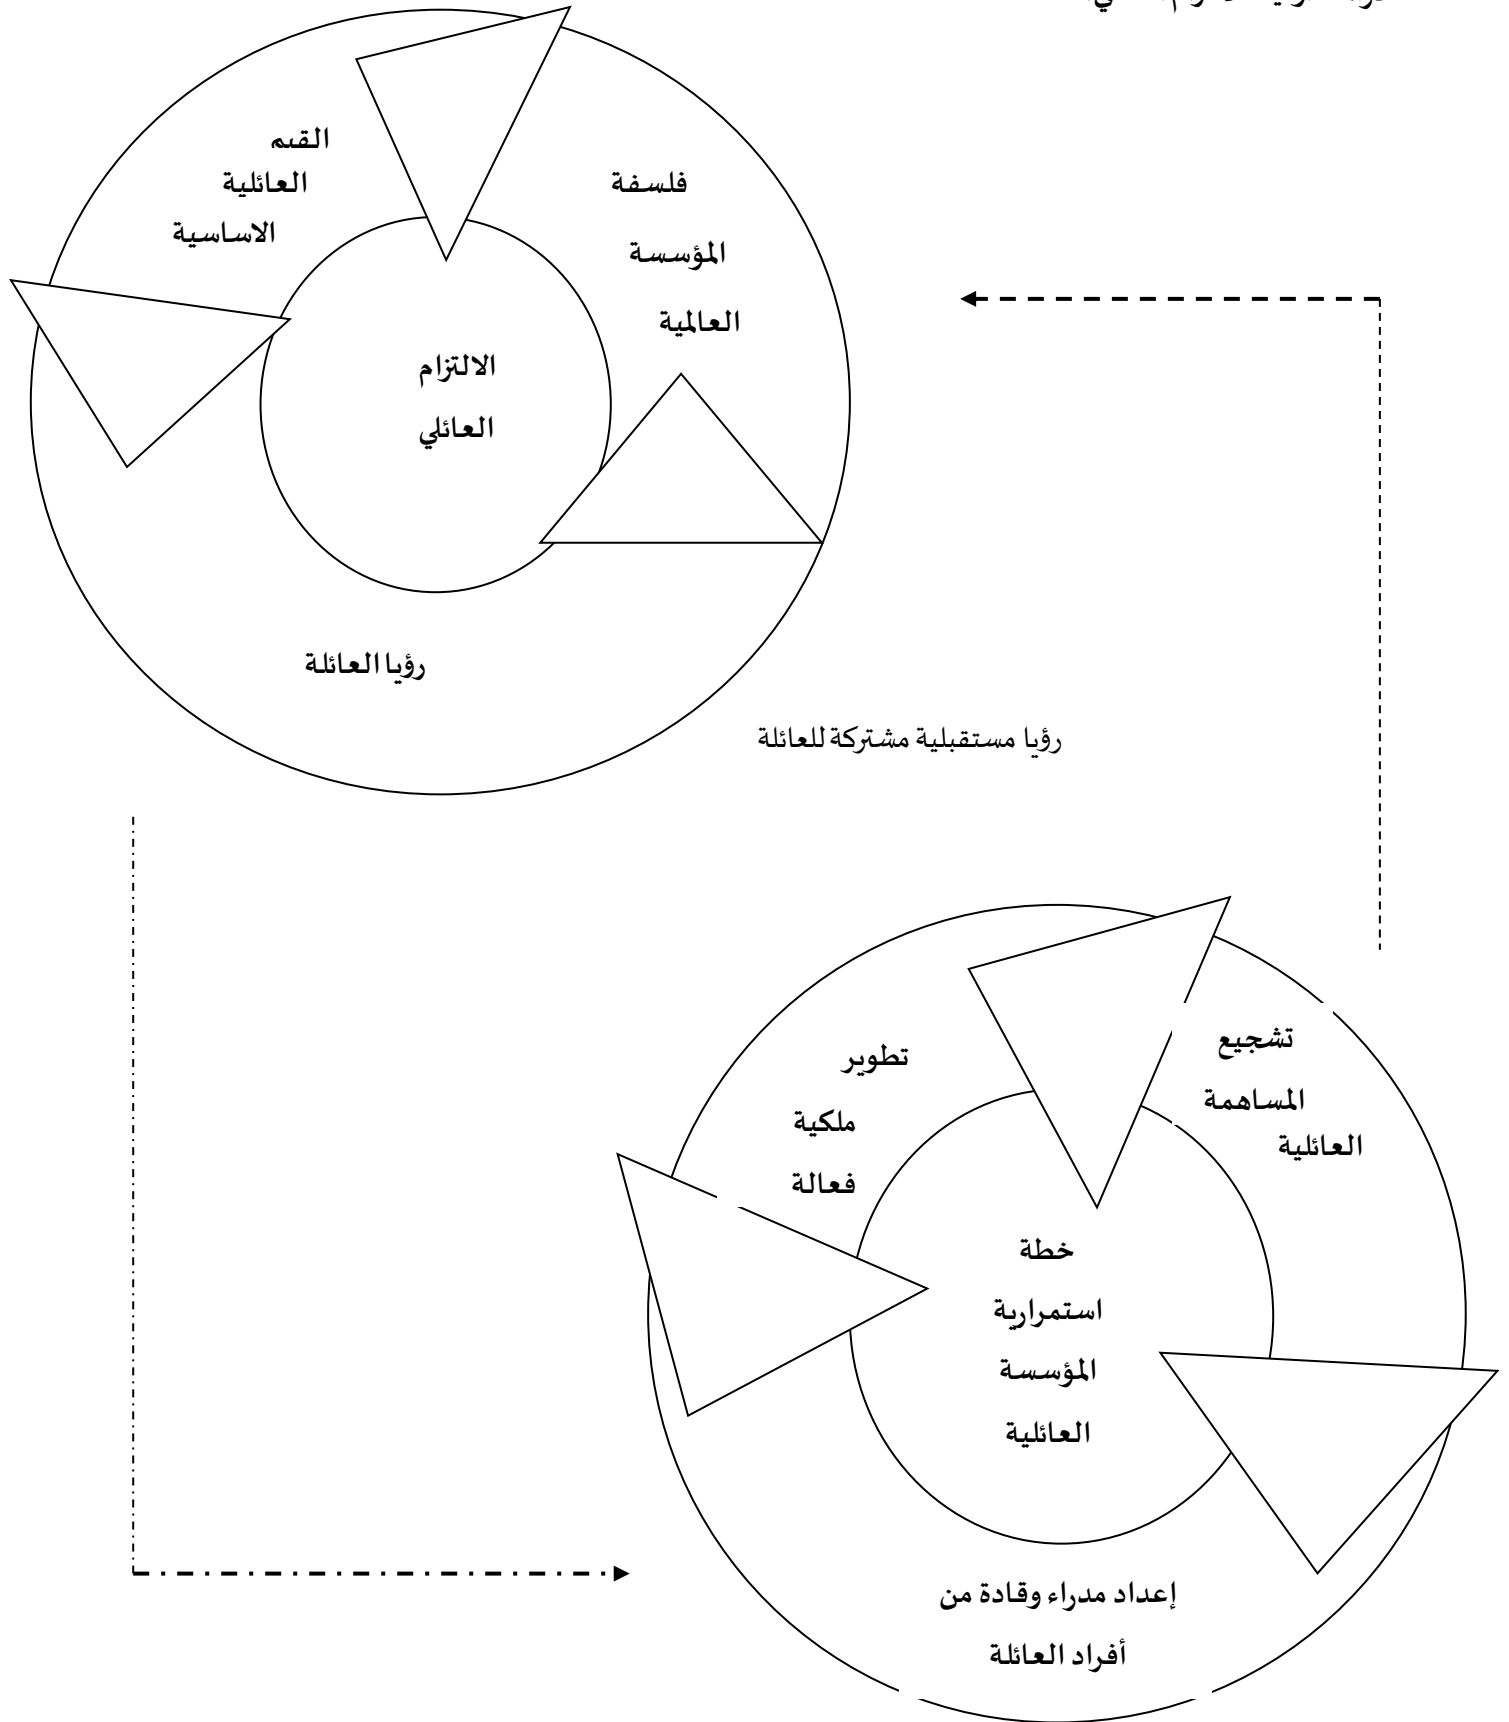 القيم
العائلية
الاساسية
فلسفة
المؤسسة
العالمية
الالتزام
العائلي
رؤيا العائلة
رؤيا مستقبلية مشتركة للعائلة
تشجيع
المساهمة
العائلية
تطوير
ملكية
فعالة
خطة
استمرارية
المؤسسة
العائلية
إعداد مدراء وقادة من
أفراد العائلة